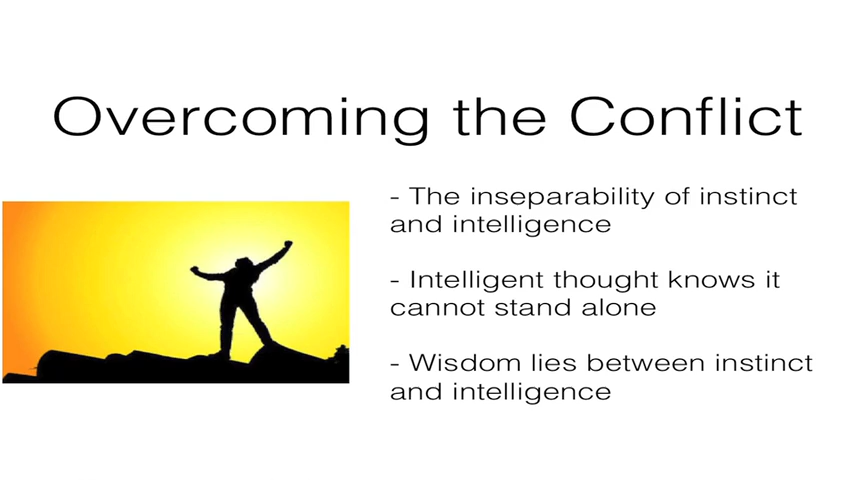 Overcoming the Conflict
- The inseparability of instinct
and intelligence
- Intelligent thought knows it
cannot stand alone
- Wisdom lies between instinct
and intelligence